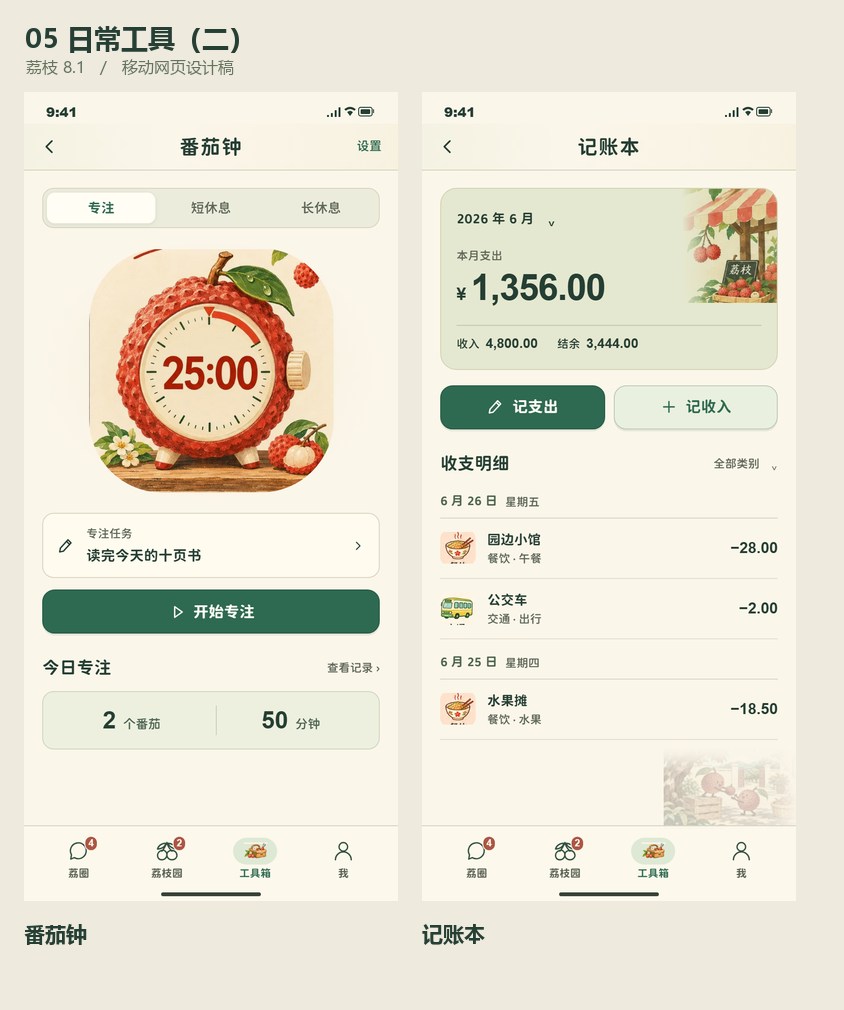 05 日常工具（二）
荔枝 8.1 / 移动网页设计稿
9:41
番茄钟
设置
专注
短休息
长休息
25:00
专注任务
读完今天的十页书
开始专注
今日专注
查看记录 ›
2 个番茄
50 分钟
4
2
荔圈
荔枝园
工具箱
我
番茄钟
9:41
记账本
2026 年 6 月
荔枝
本月支出
¥ 1,356.00
收入 4,800.00 结余 3,444.00
记支出
记收入
收支明细
全部类别
6 月 26 日 星期五
园边小馆
餐饮 · 午餐
−28.00
公交车
交通 · 出行
−2.00
6 月 25 日 星期四
水果摊
餐饮 · 水果
−18.50
4
2
荔圈
荔枝园
工具箱
我
记账本